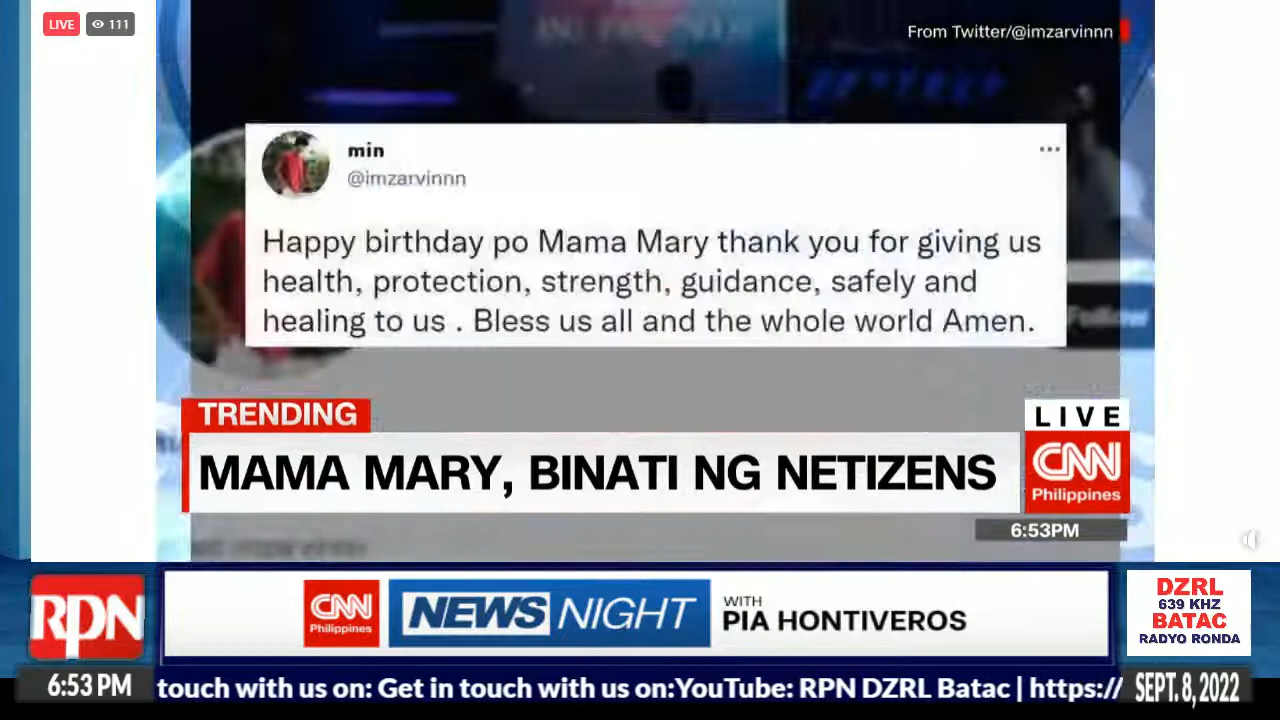 LIVE
111
From Twitter/@imzarvinnn
min
@imzarvinnn
Happy birthday po Mama Mary thank you for giving us
health, protection, strength, guidance, safely and
healing to us . Bless us all and the whole world Amen.
TRENDING
MAMA MARY, BINATI NG NETIZENS
LIVE
CNN
Philippines
6:53PM
RPN
CNN
Philippines
NEWS NIGHT
WITH
PIA HONTIVEROS
DZRL
639 KHZ
BATAC
RADYO RONDA
6:53 PM
touch with us on: Get in touch with us on:YouTube: RPN DZRL Batac | https://
SEPT. 8, 2022